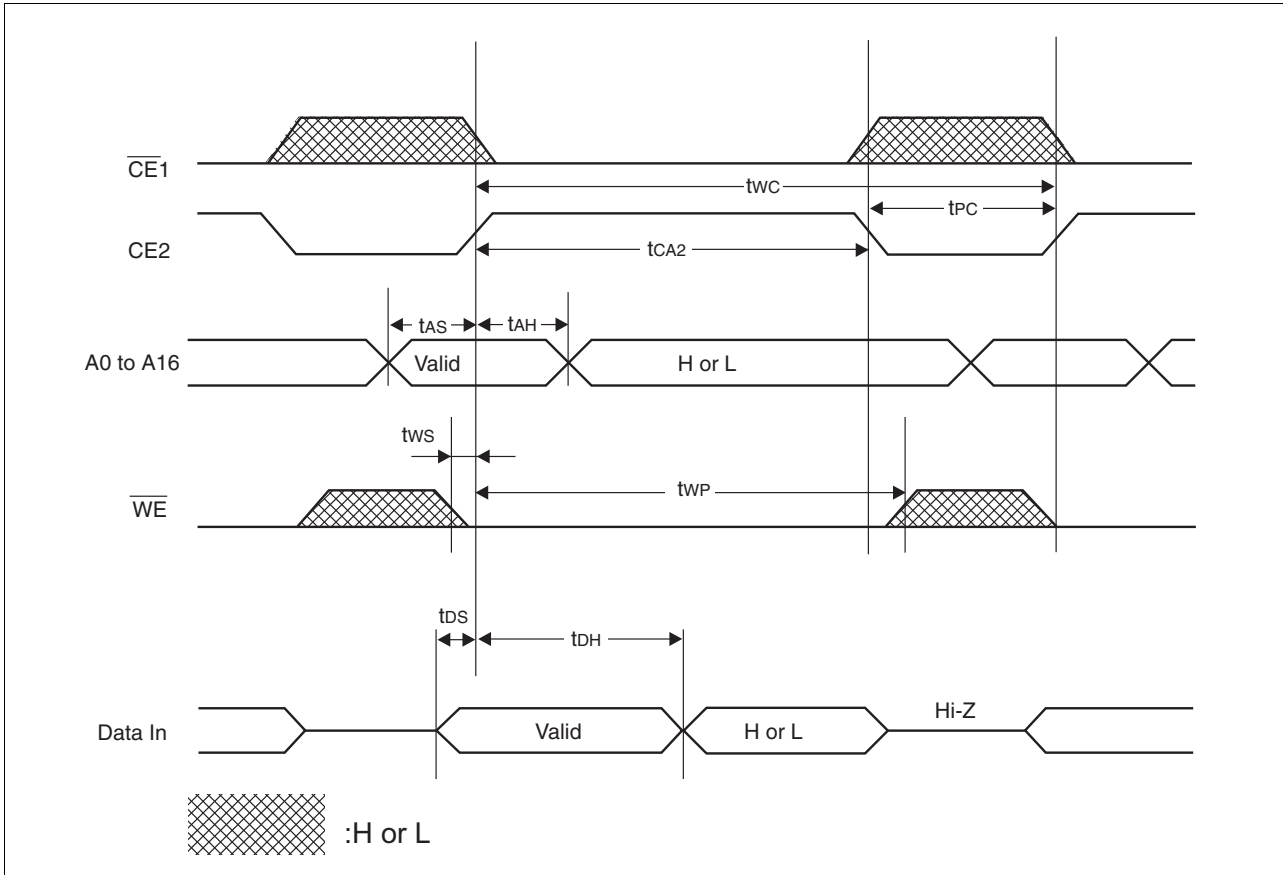 CE1
tWC
tPC
CE2
tCA2
tAS
tAH
A0 to A16
Valid
H or L
tWS
WE
tWP
tDS
tDH
Data In
Valid
H or L
Hi-Z
:H or L